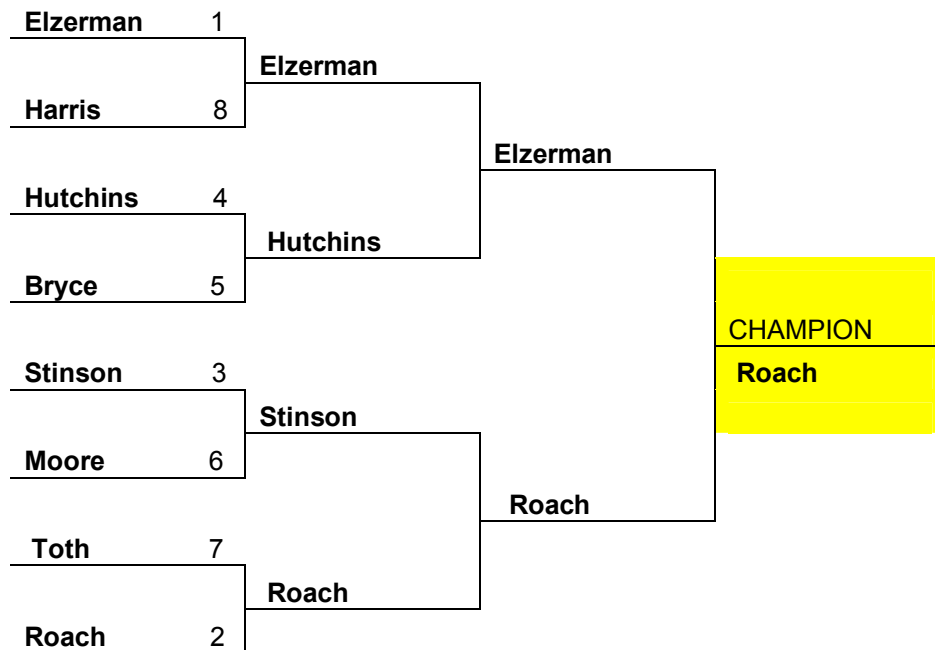 Elzerman 1
Elzerman
Harris 8
Elzerman
Hutchins 4
Hutchins
Bryce 5
CHAMPION
Stinson 3
Roach
Stinson
Moore 6
Roach
Toth 7
Roach
Roach 2